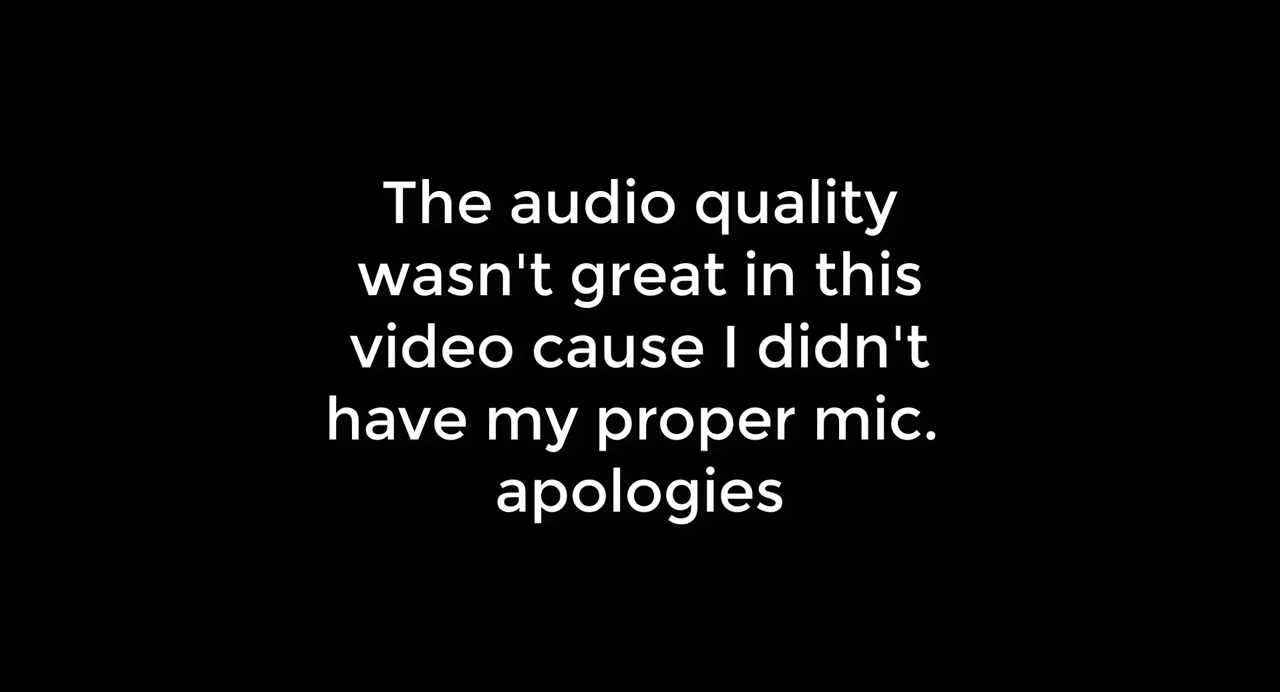 The audio quality
wasn't great in this
video cause I didn't
have my proper mic.
apologies